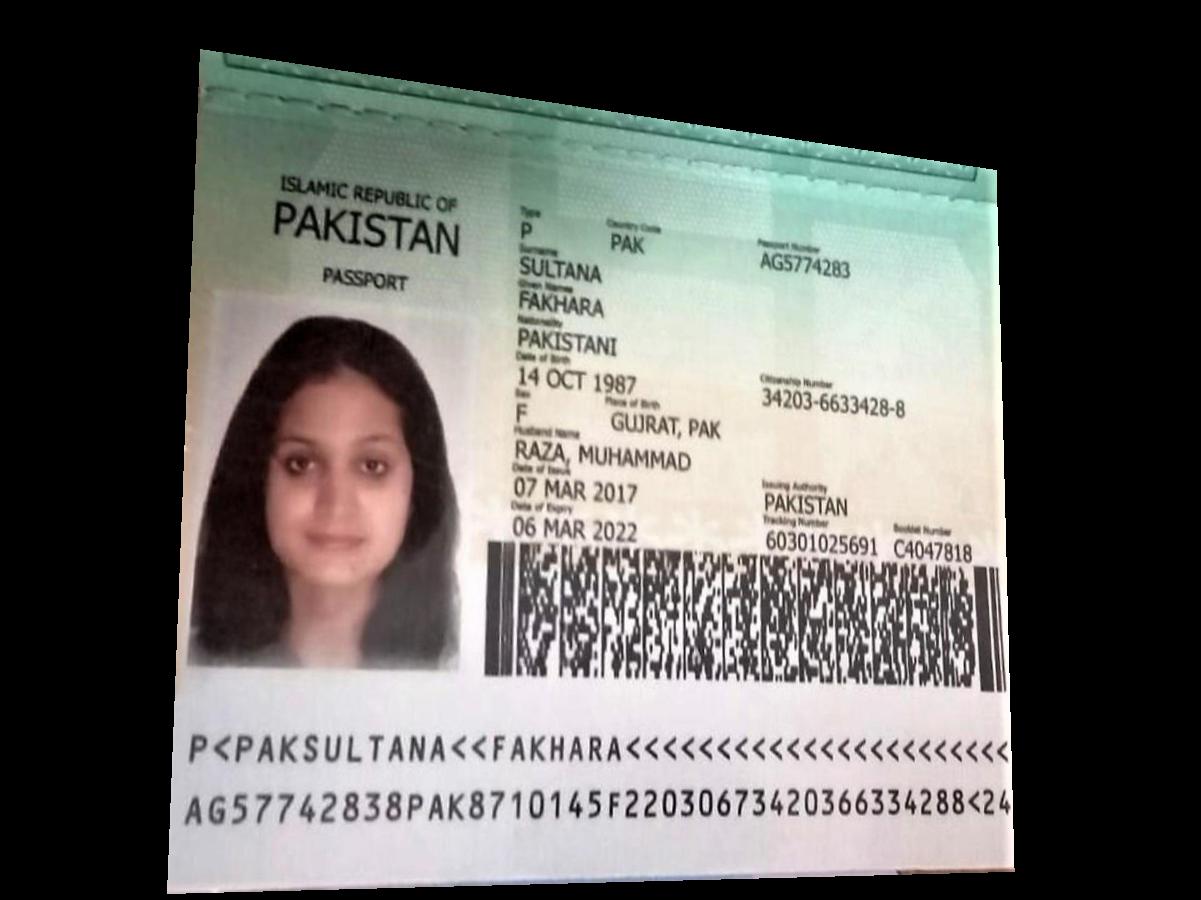 ISLAMIC REPUBLIC OF
PAKISTAN
PASSPORT
Type Country Code Passport Number
P PAK AG5774283
Surname
SULTANA
Given Names
FAKHARA
Nationality
PAKISTANI
Date of Birth Citizenship Number
14 OCT 1987 34203-6633428-8
Sex Place of Birth
F GUJRAT, PAK
Husband Name
RAZA, MUHAMMAD
Date of Issue Issuing Authority
07 MAR 2017 PAKISTAN
Date of Expiry Tracking Number Booklet Number
06 MAR 2022 60301025691 C4047818
P<PAKSULTANA<<FAKHARA<<<<<<<<<<<<<<<<<<<<<<<
AG57742838PAK8710145F22030673420366334288<24